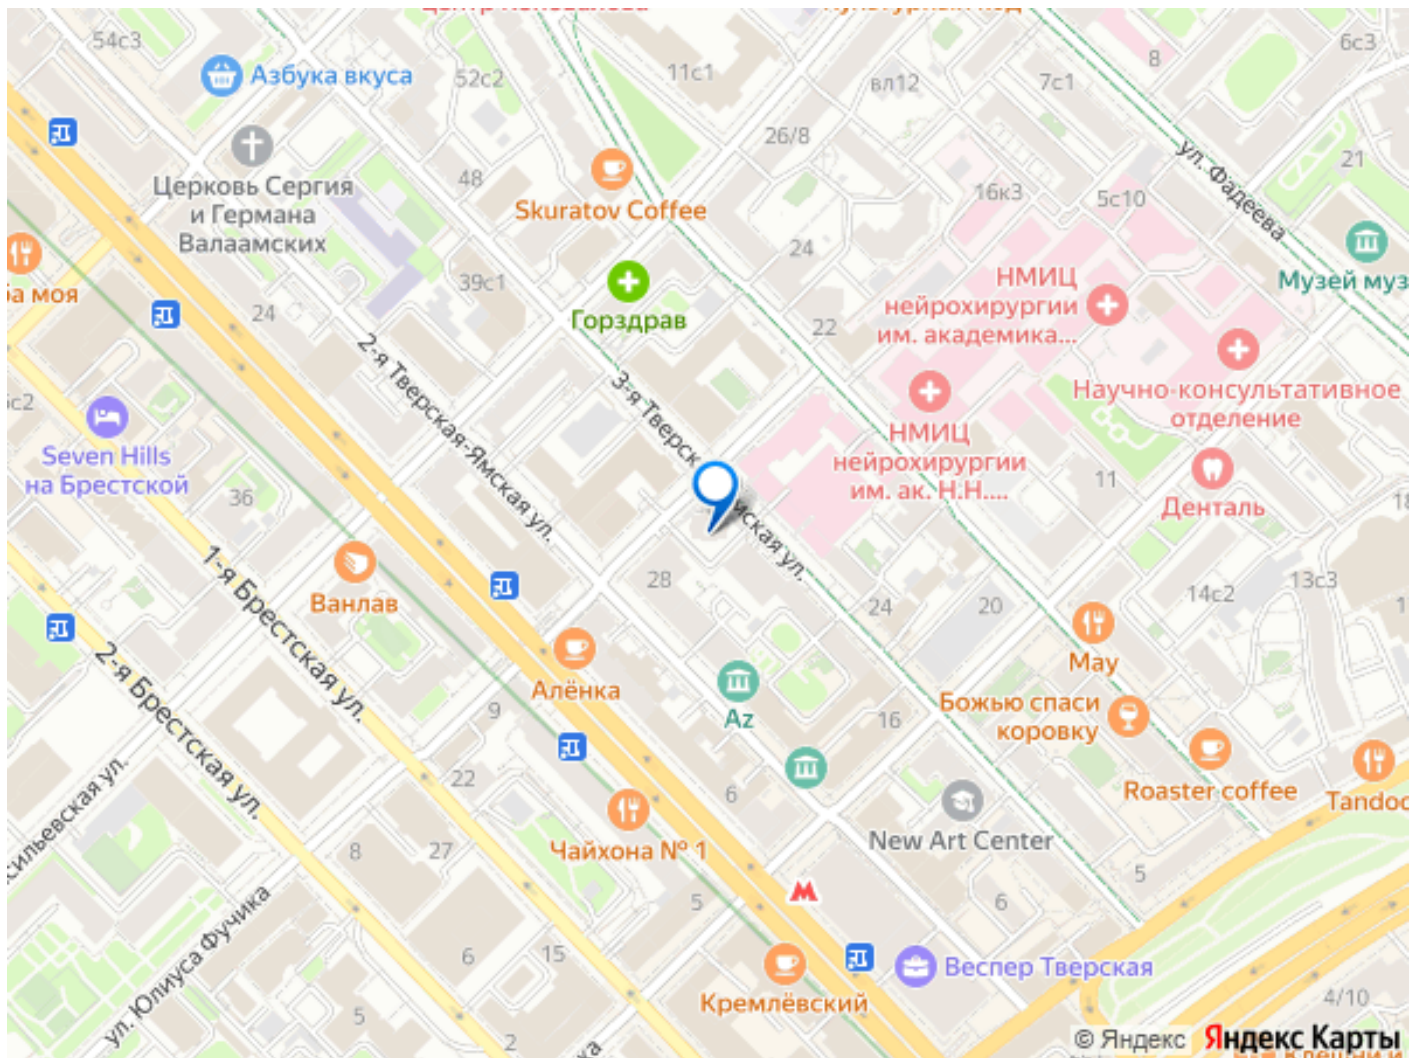 54с3
Азбука вкуса
52с2
11с1
вл12
7с1
8
6с3
26/8
21
Церковь Сергия
и Германа
Валаамских
48
Skuratov Coffee
16к3
5с10
ул. Фадеева
24
39с1
Горздрав
22
НМИЦ
нейрохирургии
им. академика...
Музей муз
ба моя
24
2-я Тверская-Ямская ул.
Научно-консультативное
отделение
НМИЦ
нейрохирургии
им. ак. Н.Н....
11
Денталь
Seven Hills
на Брестской
36
1-я Брестская ул.
Ванлав
28
24
20
14с2
13с3
18
2-я Брестская ул.
Алёнка
Мау
9
Az
16
Божью спаси
коровку
22
6
Roaster coffee
Tandoo
New Art Center
8
27
Чайхона № 1
5
5
6
ул. Юлиуса Фучика
6
15
Веспер Тверская
Кремлёвский
5
2
4/10
© Яндекс Яндекс Карты